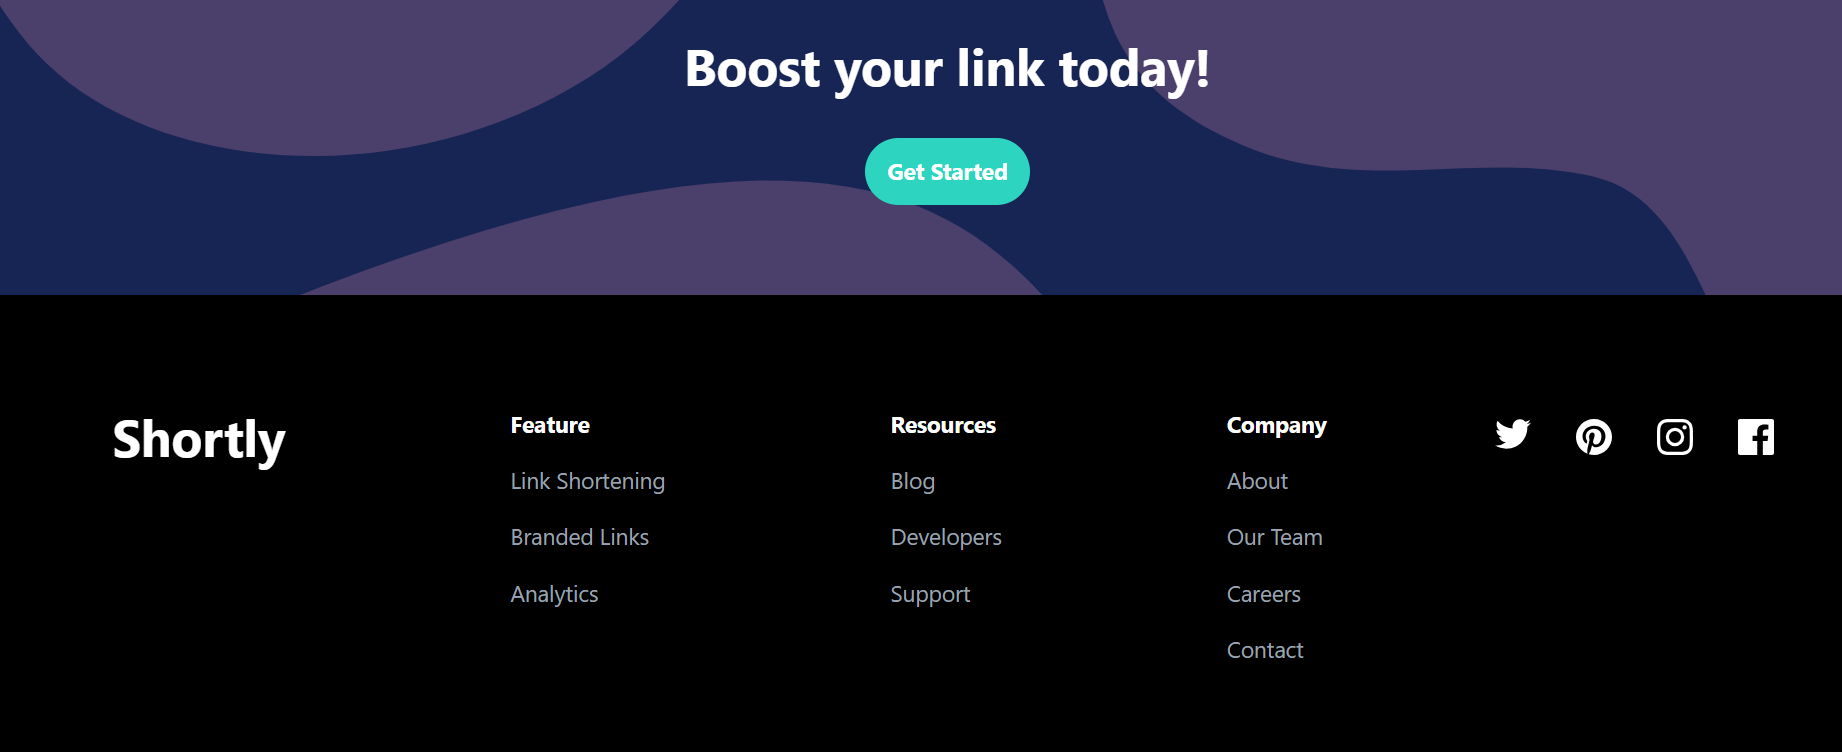 Boost your link today!
Get Started
Shortly
Feature
Link Shortening
Branded Links
Analytics
Resources
Blog
Developers
Support
Company
About
Our Team
Careers
Contact